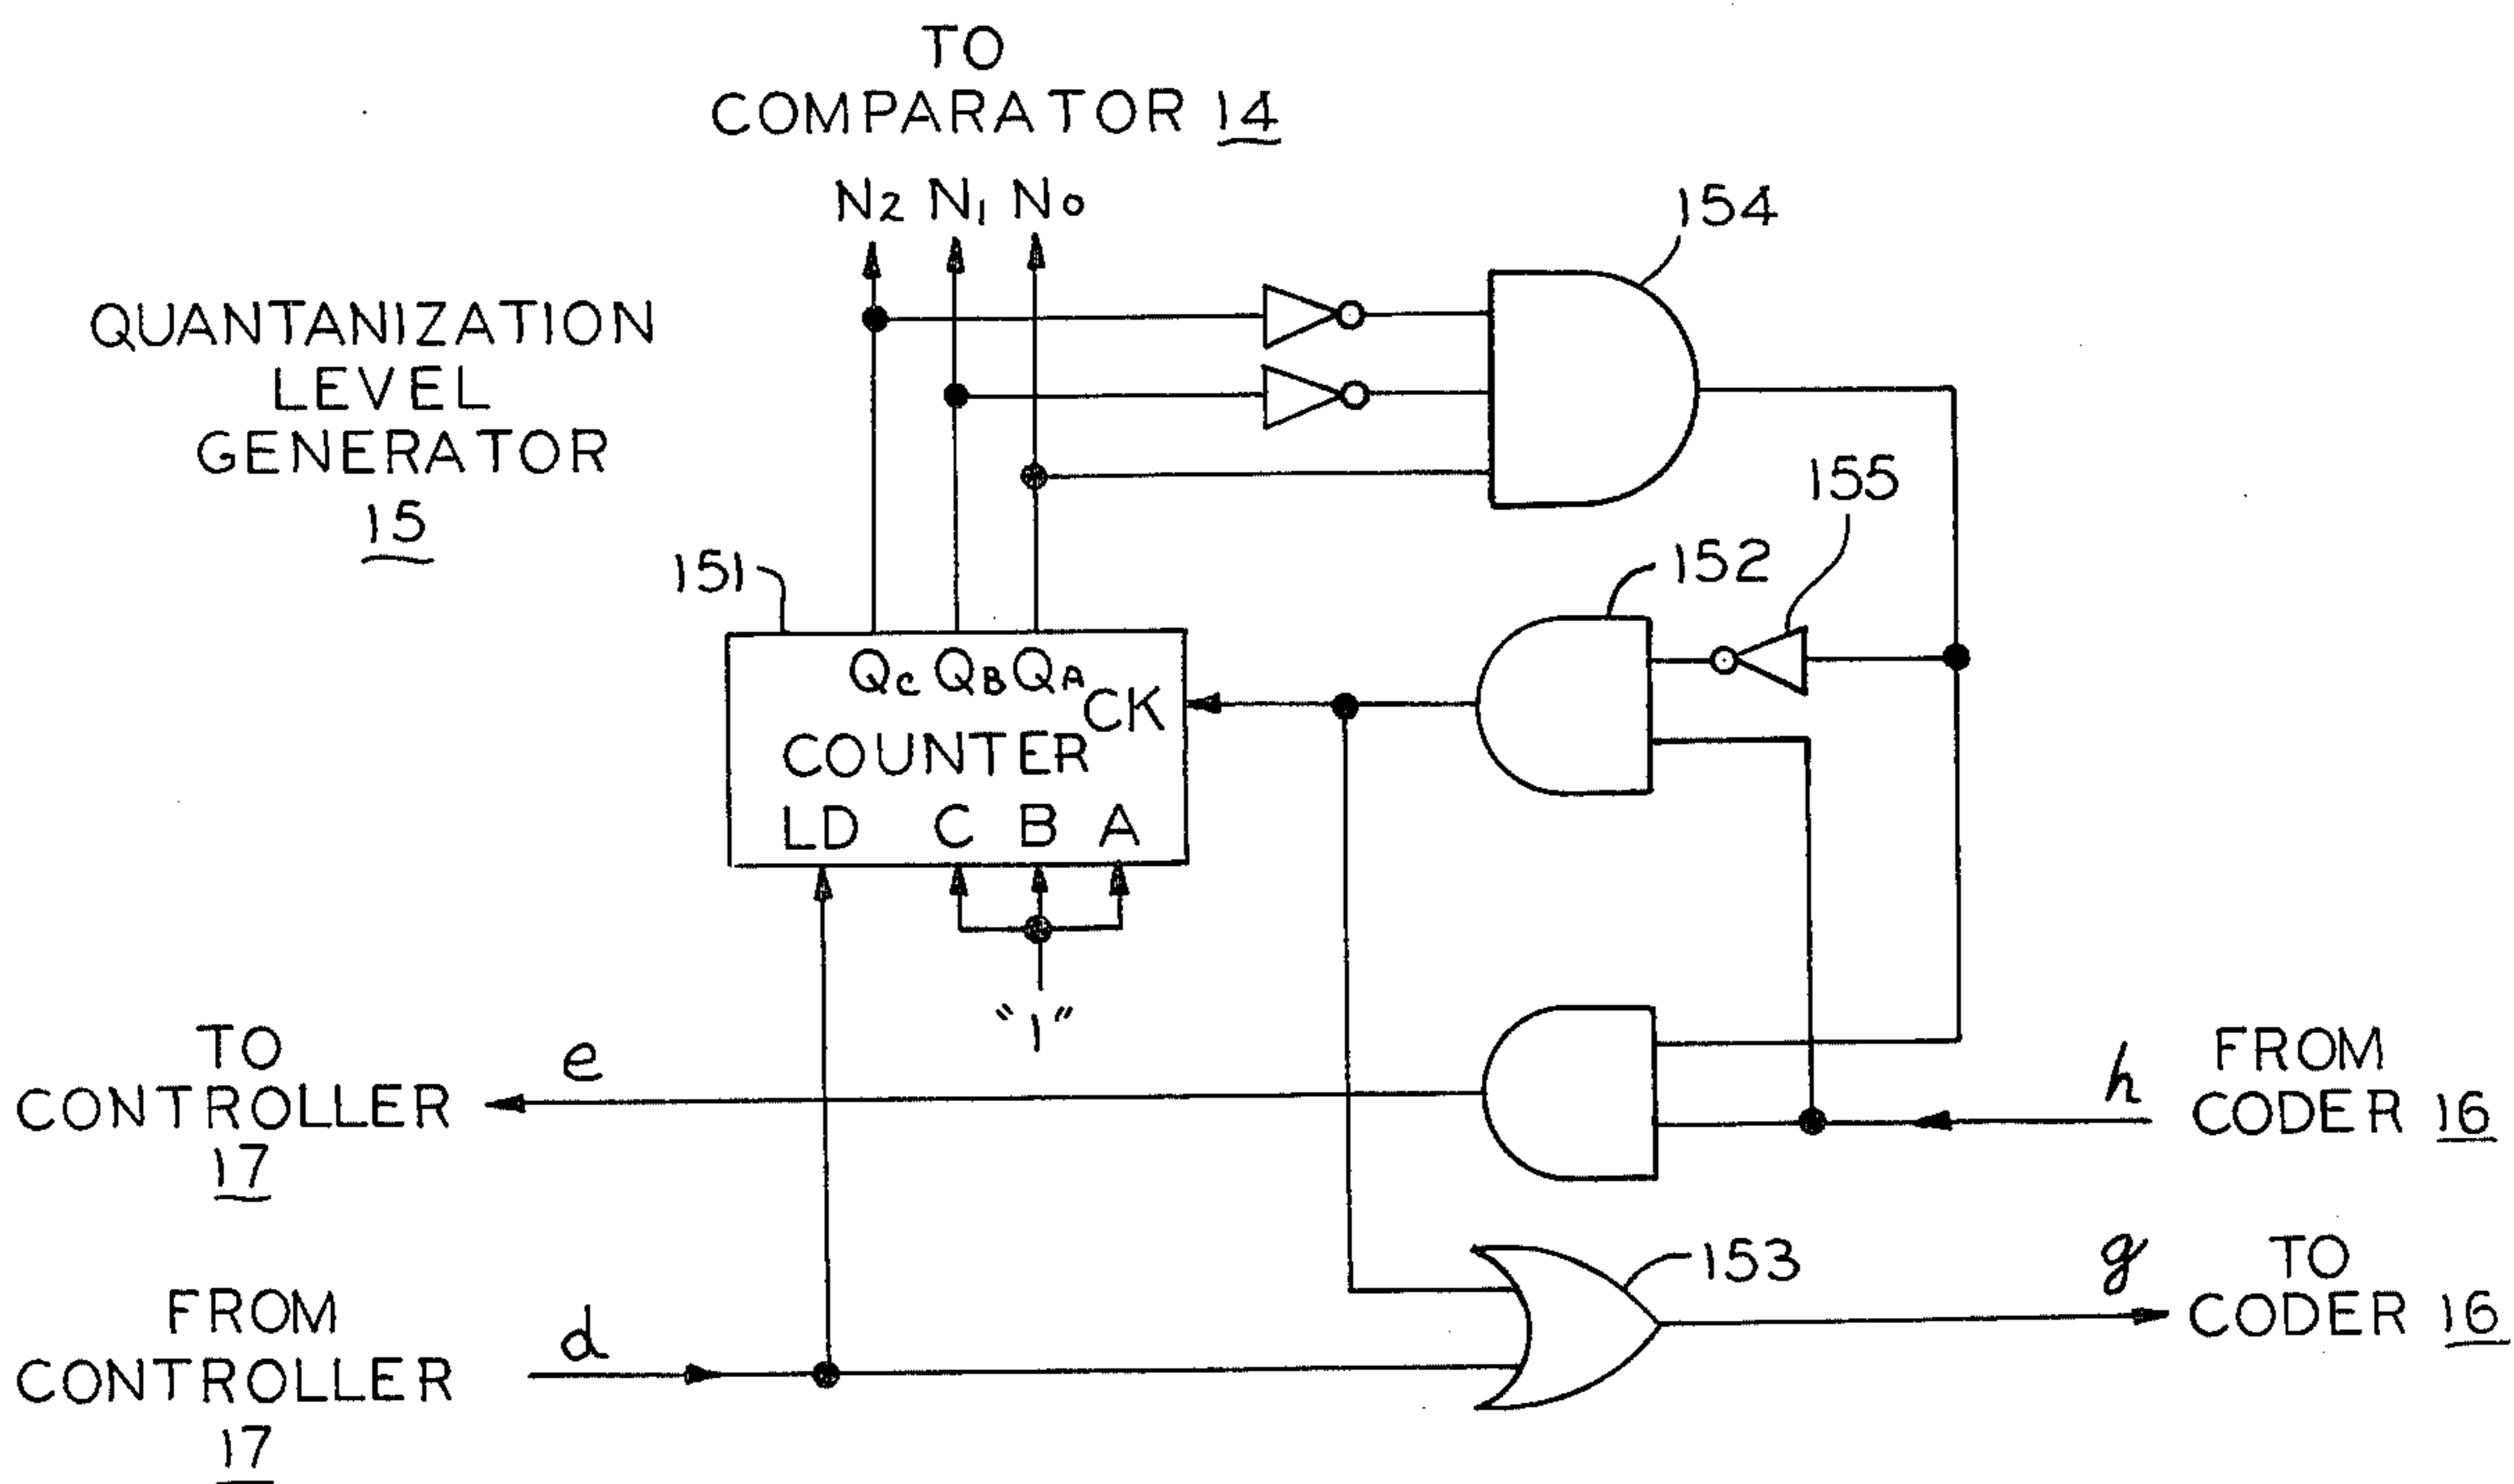 TO
COMPARATOR 14
N2 N1 N0
154
QUANTANIZATION
LEVEL
GENERATOR
15
155
152
151
QC QB QA
CK
COUNTER
LD C B A
"1"
TO
CONTROLLER
17
e
h
FROM
CODER 16
153
g
TO
CODER 16
FROM
CONTROLLER
17
d